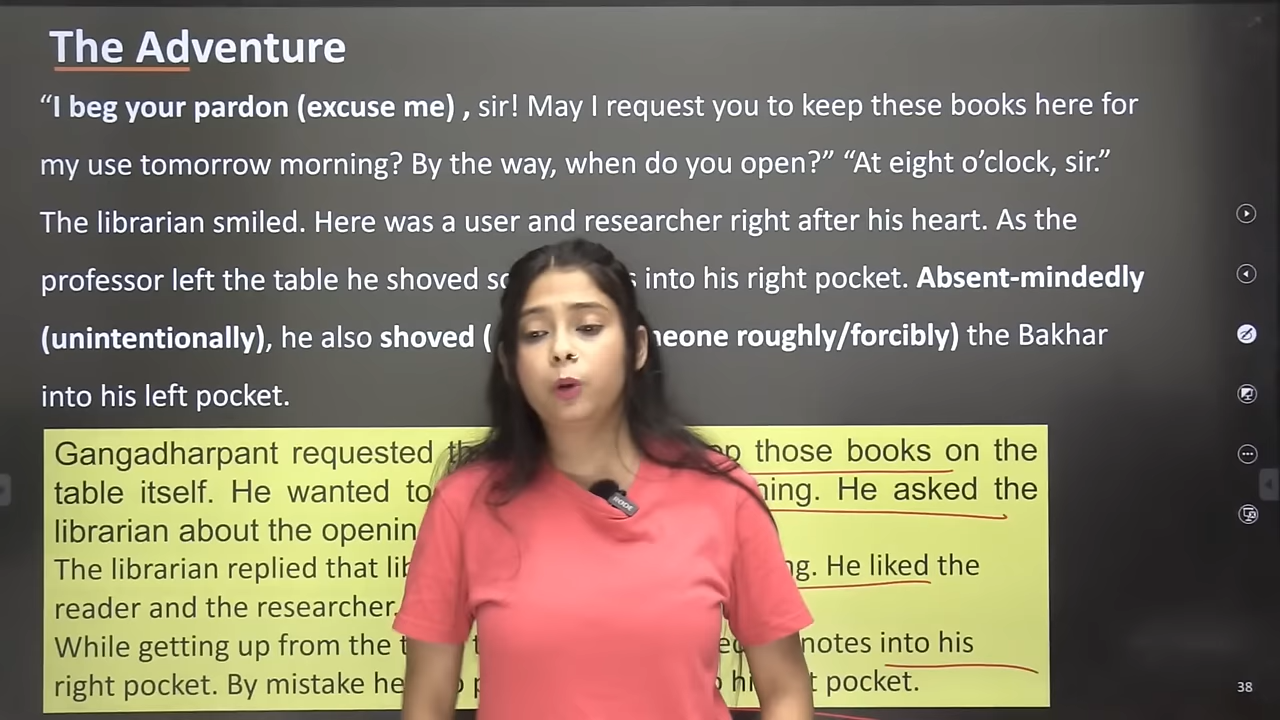 The Adventure
“I beg your pardon (excuse me) , sir! May I request you to keep these books here for
my use tomorrow morning? By the way, when do you open?” “At eight o’clock, sir.”
The librarian smiled. Here was a user and researcher right after his heart. As the
professor left the table he shoved into his right pocket. Absent-mindedly
(unintentionally), he also shoved ( roughly/forcibly) the Bakhar
into his left pocket.
Gangadharpant requested those books on the
table itself. He wanted to He asked the
librarian about the
The librarian replied that He liked the
reader and the researcher.
While getting up from the notes into his
right pocket. By mistake he pocket.
38